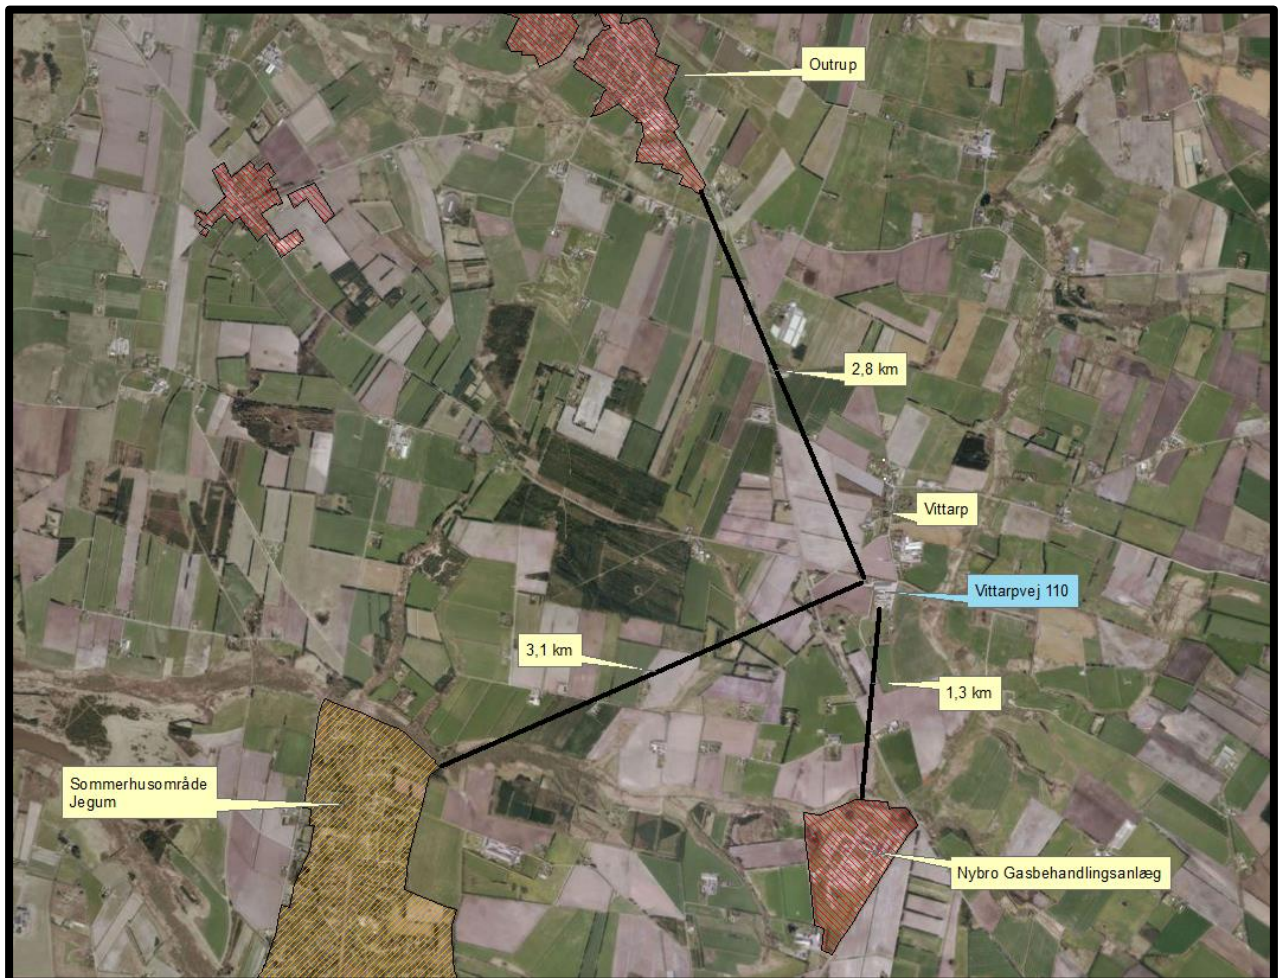 Outrup
2,8 km
Vittarp
Vittarpvej 110
3,1 km
1,3 km
Sommerhusområde
Jegum
Nybro Gasbehandlingsanlæg